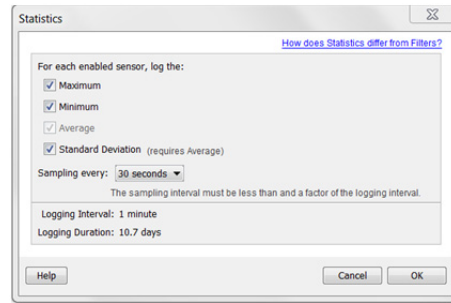 Statistics
How does Statistics differ from Filters?
For each enabled sensor, log the:
Maximum
Minimum
Average
Standard Deviation (requires Average)
Sampling every: 30 seconds
The sampling interval must be less than and a factor of the logging interval.
Logging Interval: 1 minute
Logging Duration: 10.7 days
Help Cancel OK